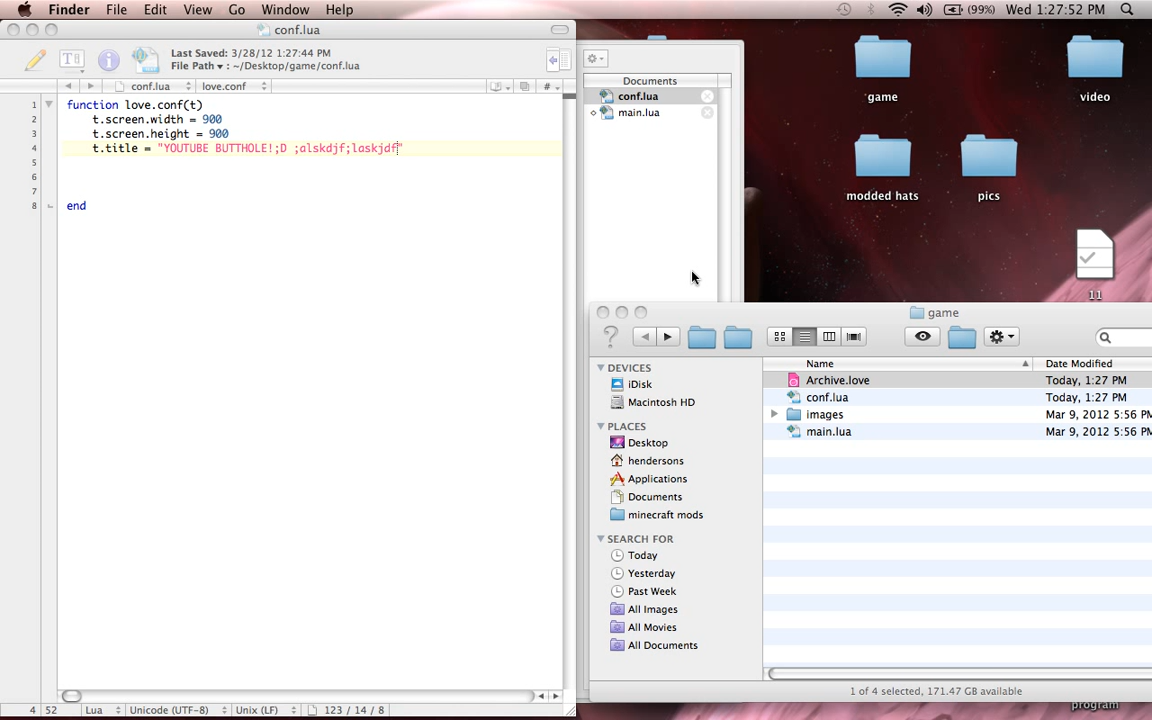 Finder File Edit View Go Window Help (99%) Wed 1:27:52 PM
conf.lua
Last Saved: 3/28/12 1:27:44 PM
File Path ▾ : ~/Desktop/game/conf.lua
conf.lua love.conf #
1 function love.conf(t)
2 t.screen.width = 900
3 t.screen.height = 900
4 t.title = "YOUTUBE BUTTHOLE!;D ;alskdjf;laskjdf"
5
6
7
8 end
4 52 Lua Unicode (UTF-8) Unix (LF) 123 / 14 / 8
Documents
conf.lua
main.lua
game
video
modded hats
pics
11
game
Name Date Modified
Archive.love Today, 1:27 PM
conf.lua Today, 1:27 PM
images Mar 9, 2012 5:56 PM
main.lua Mar 9, 2012 5:56 PM
DEVICES
iDisk
Macintosh HD
PLACES
Desktop
hendersons
Applications
Documents
minecraft mods
SEARCH FOR
Today
Yesterday
Past Week
All Images
All Movies
All Documents
1 of 4 selected, 171.47 GB available
program